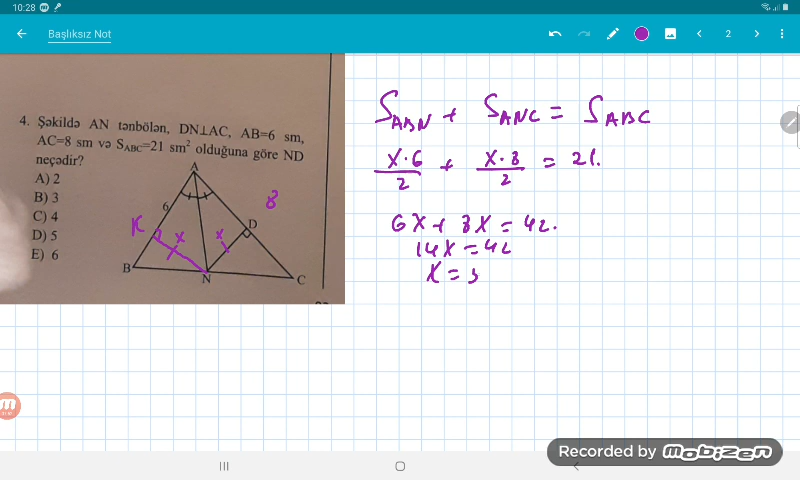 10:28
Başlıksız Not
2
4. Şəkildə AN tənbölən, DN⊥AC, AB=6 sm,
AC=8 sm və S_ABC=21 sm² olduğuna görə ND
neçədir?
A) 2
B) 3
C) 4
D) 5
E) 6
A
6
8
K
x
x
D
B
N
C
S_ABN + S_ANC = S_ABC
x·6/2 + x·8/2 = 21.
6x + 8x = 42.
14x = 42
x = 3
Recorded by mobizen